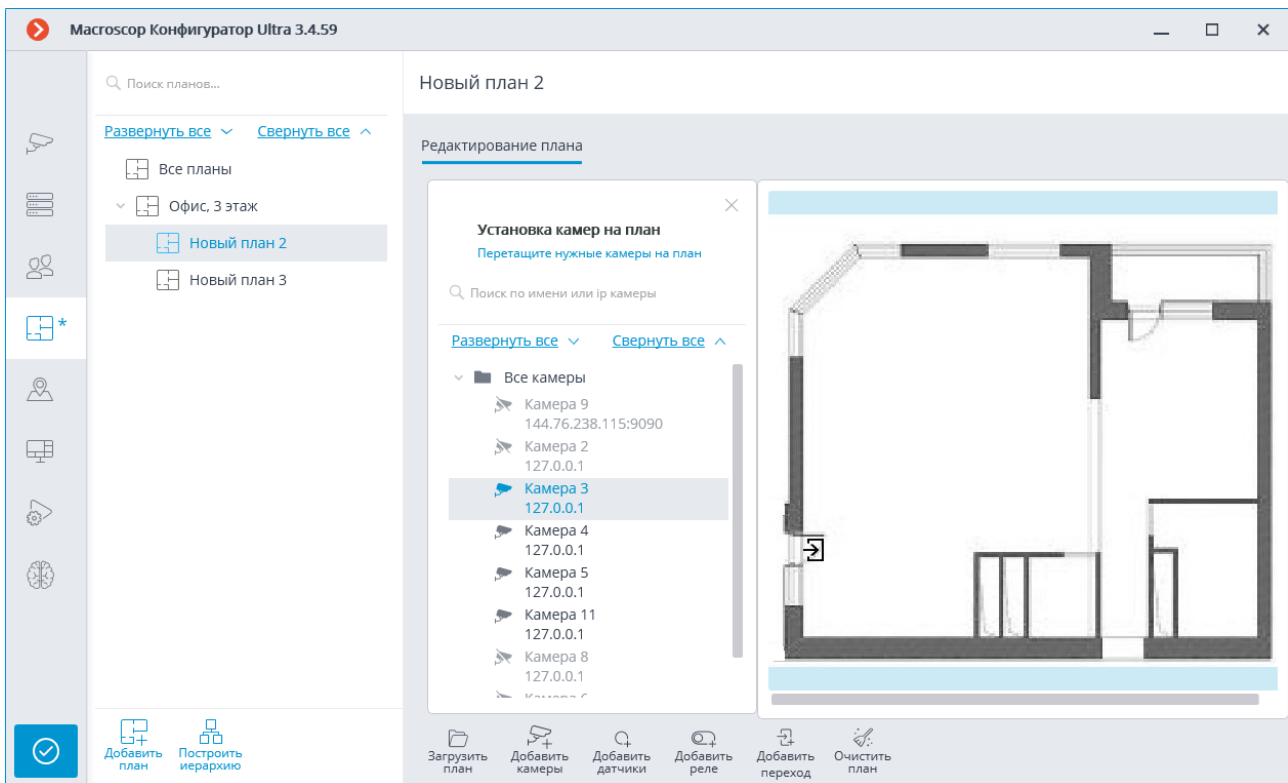 Macroscop Конфигуратор Ultra 3.4.59
Поиск планов...
Развернуть все
Свернуть все
Все планы
Офис, 3 этаж
Новый план 2
Новый план 3
Добавить план
Построить иерархию
Новый план 2
Редактирование плана
Установка камер на план
Перетащите нужные камеры на план
Поиск по имени или ip камеры
Развернуть все
Свернуть все
Все камеры
Камера 9
144.76.238.115:9090
Камера 2
127.0.0.1
Камера 3
127.0.0.1
Камера 4
127.0.0.1
Камера 5
127.0.0.1
Камера 11
127.0.0.1
Камера 8
127.0.0.1
Камера 6
Загрузить план
Добавить камеры
Добавить датчики
Добавить реле
Добавить переход
Очистить план